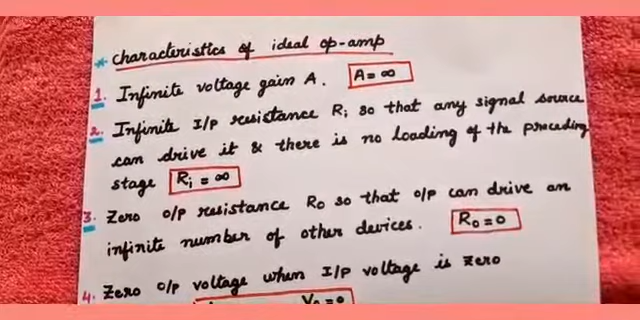 * characteristics of ideal op-amp
1. Infinite voltage gain A. A = ∞
2. Infinite I/P resistance Ri so that any signal source
can drive it & there is no loading of the preceding
stage Ri = ∞
3. Zero o/p resistance Ro so that o/p can drive an
infinite number of other devices. Ro = 0
4. Zero o/p voltage when I/P voltage is zero
Vo = 0